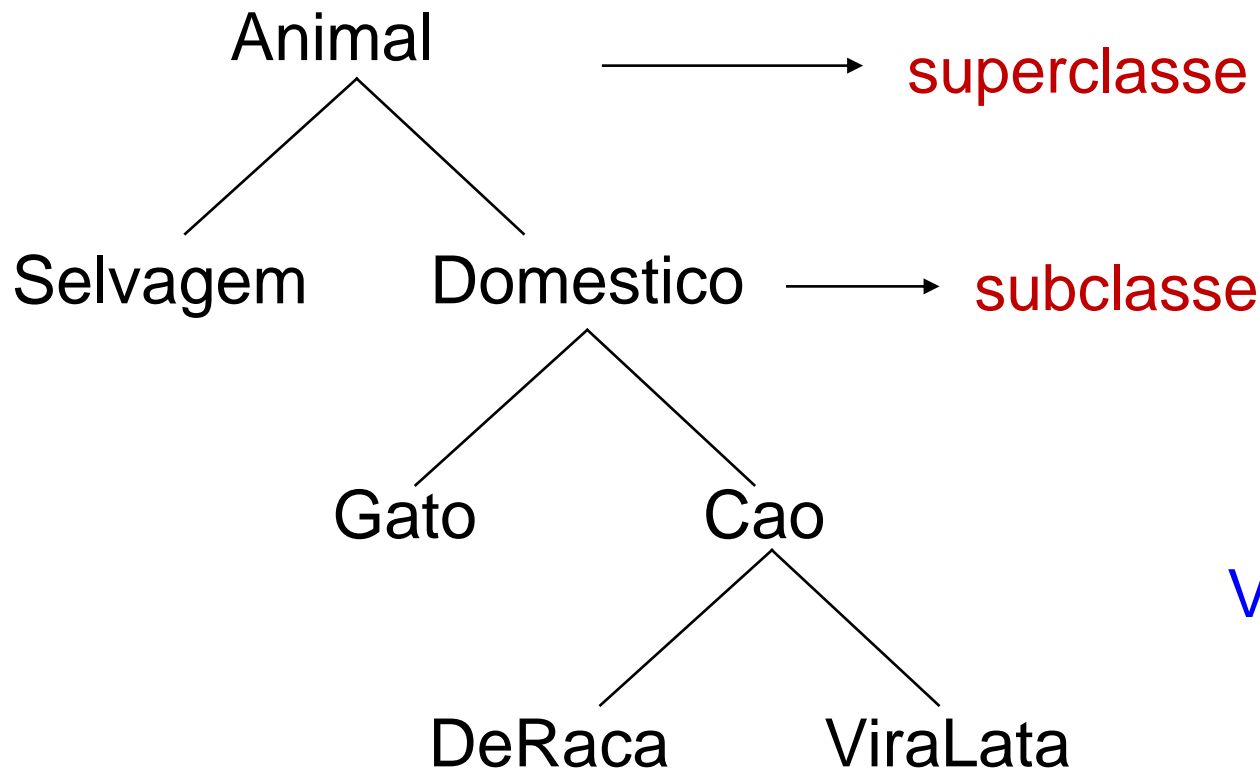 Animal superclasse
Selvagem Domestico subclasse
Gato Cao
V
DeRaca ViraLata